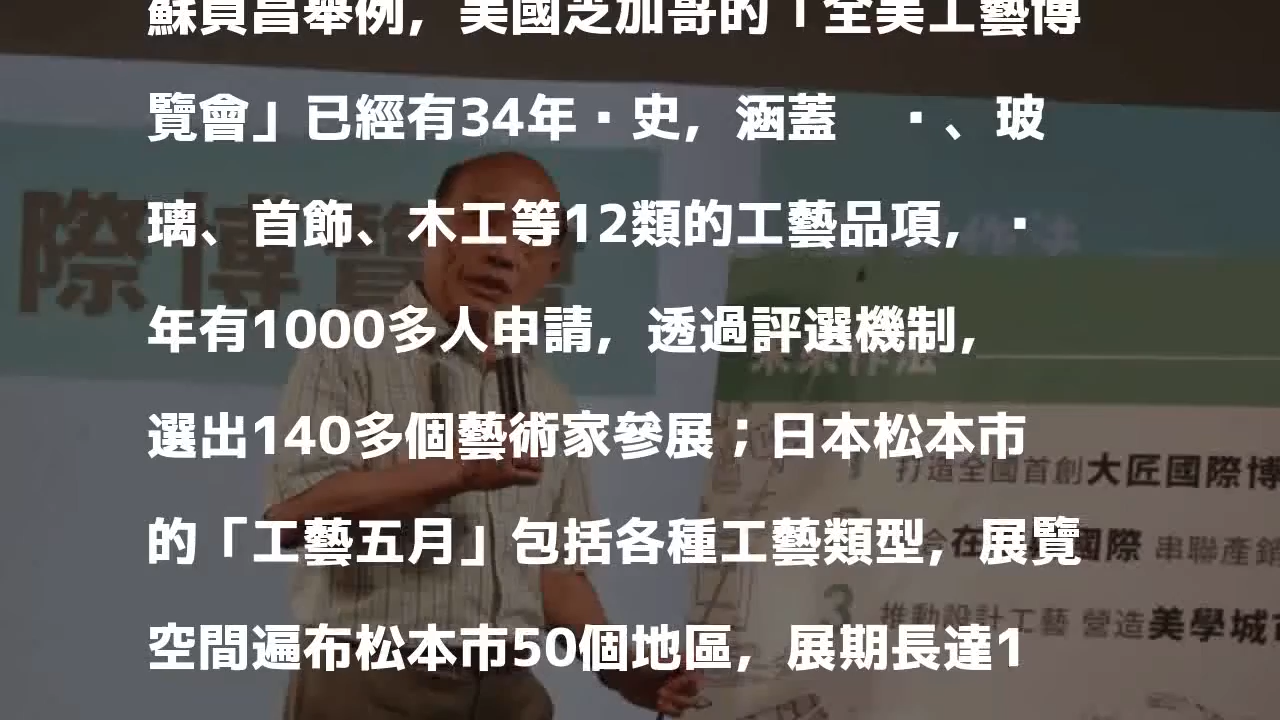 蘇貞昌舉例，美國芝加哥的「全美工藝博
覽會」已經有34年·史，涵蓋 ·、玻
璃、首飾、木工等12類的工藝品項， ·
年有1000多人申請，透過評選機制，
選出140多個藝術家參展；日本松本市
的「工藝五月」包括各種工藝類型，展覽
空間遍布松本市50個地區，展期長達1
際博覽會
未來作法
打造全國首創大匠國際博
國際 串聯產銷
3 推動設計工藝 營造美學城